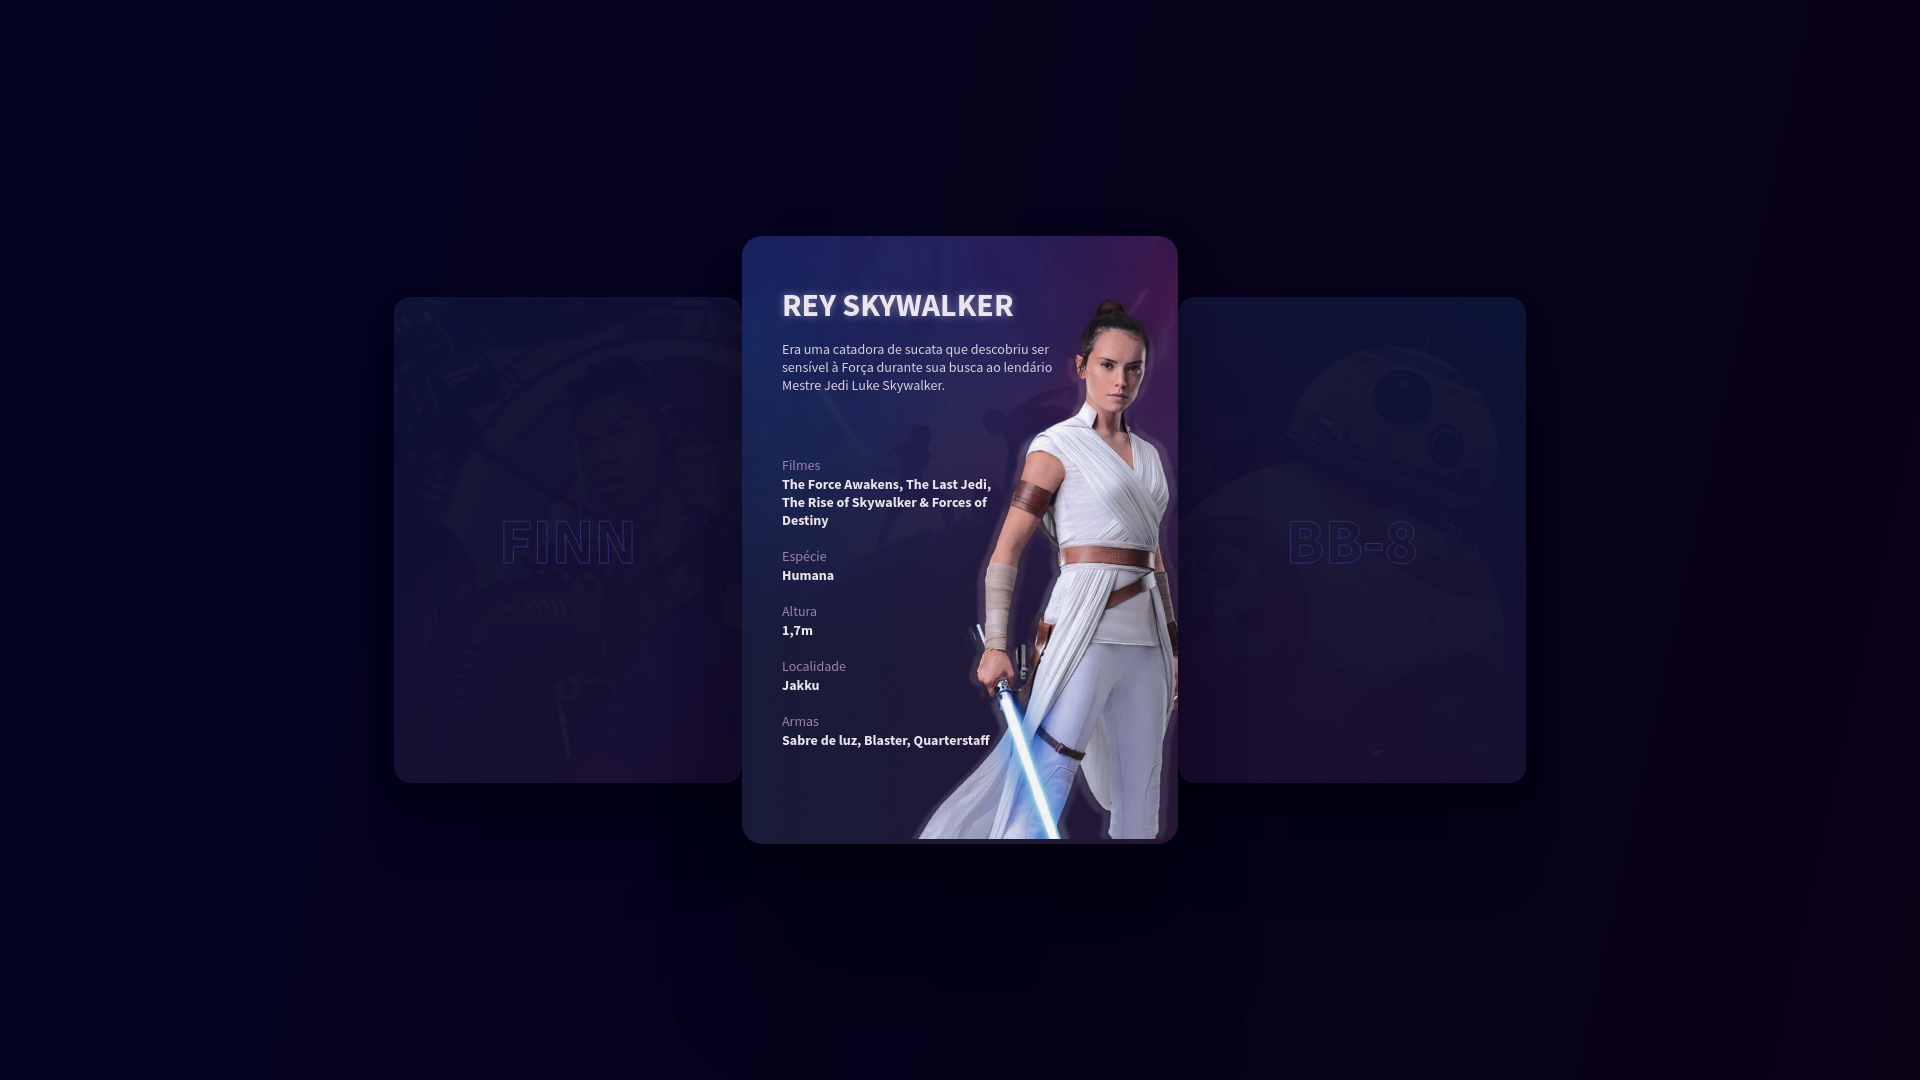 FINN
REY SKYWALKER
Era uma catadora de sucata que descobriu ser
sensível à Força durante sua busca ao lendário
Mestre Jedi Luke Skywalker.
Filmes
The Force Awakens, The Last Jedi,
The Rise of Skywalker & Forces of
Destiny
Espécie
Humana
Altura
1,7m
Localidade
Jakku
Armas
Sabre de luz, Blaster, Quarterstaff
BB-8